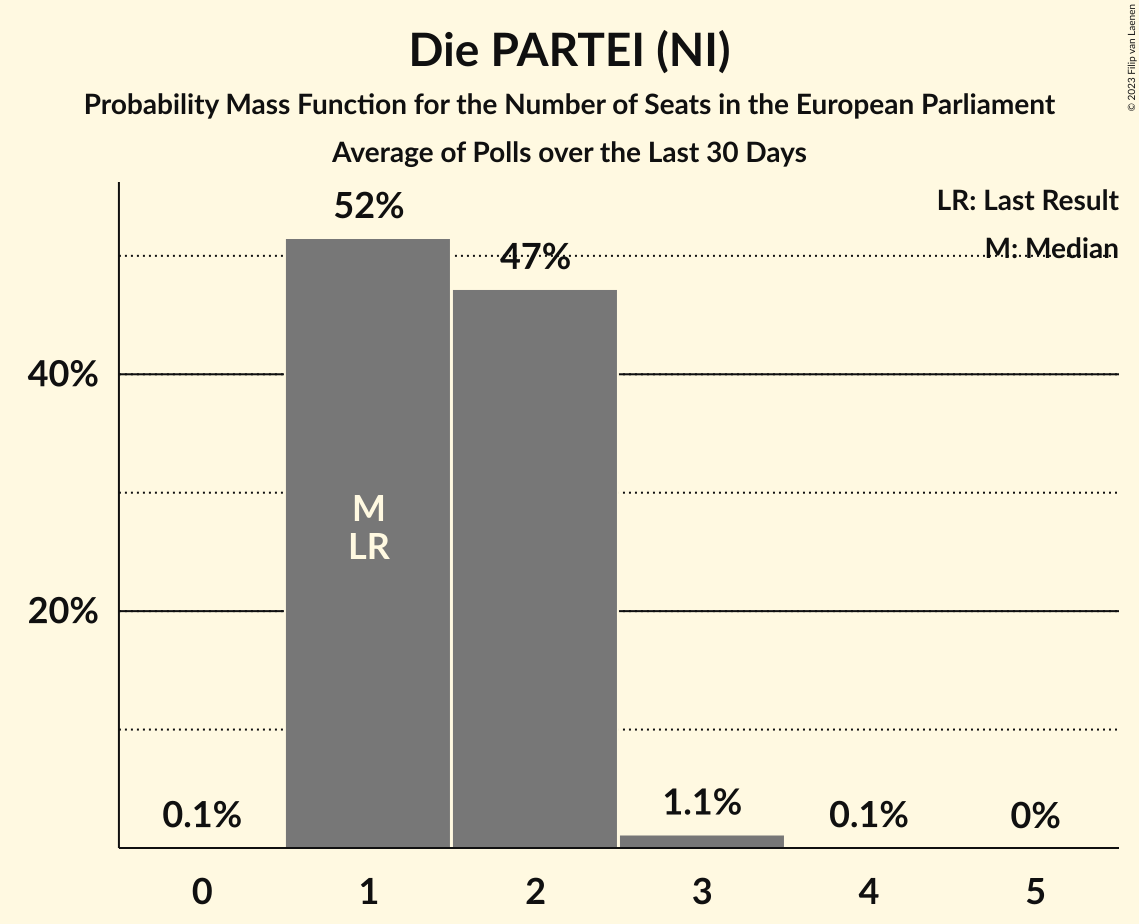 Die PARTEI (NI)
Probability Mass Function for the Number of Seats in the European Parliament
Average of Polls over the Last 30 Days
© 2023 Filip van Laenen
LR: Last Result
M: Median
52%
47%
40%
20%
M
LR
0.1%
1.1%
0.1%
0%
0 1 2 3 4 5